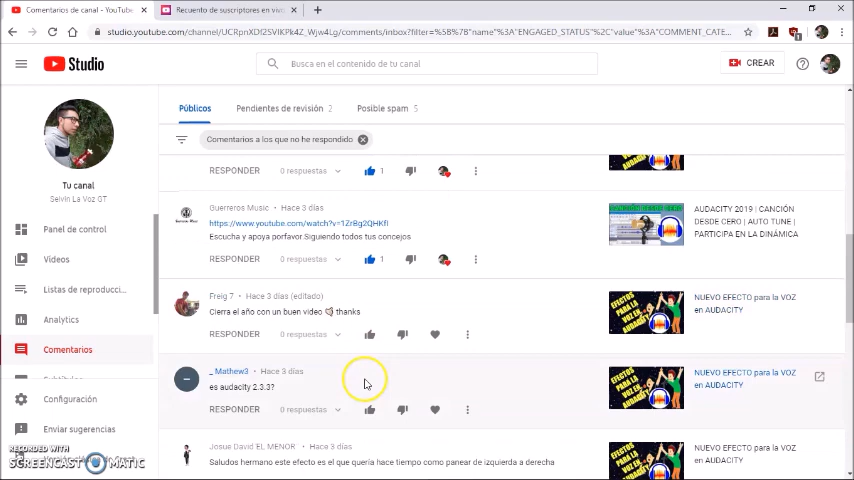 Comentarios de canal - YouTube
Recuento de suscriptores en vivo
studio.youtube.com/channel/UCRpnXDf2SVIKPk4Z_Wjw4Lg/comments/inbox?filter=%5B%7B"name"%3A"ENGAGED_STATUS"%2C"value"%3A"COMMENT_CATE...
Studio
Busca en el contenido de tu canal
CREAR
Tu canal
Selvin La Voz GT
Panel de control
Videos
Listas de reproducci...
Analytics
Comentarios
Configuración
Enviar sugerencias
RECORDED WITH
SCREENCAST MATIC
Públicos
Pendientes de revisión 2
Posible spam 5
Comentarios a los que no he respondido
RESPONDER 0 respuestas 1
Guerreros Music • Hace 3 días
https://www.youtube.com/watch?v=1ZrBg2QHKfI
Escucha y apoya porfavor.Siguiendo todos tus concejos
RESPONDER 0 respuestas 1
AUDACITY 2019 | CANCIÓN
DESDE CERO | AUTO TUNE |
PARTICIPA EN LA DINÁMICA
Freig 7 • Hace 3 días (editado)
Cierra el año con un buen video thanks
RESPONDER 0 respuestas
NUEVO EFECTO para la VOZ
en AUDACITY
_ Mathew3 • Hace 3 días
es audacity 2.3.3?
RESPONDER 0 respuestas
NUEVO EFECTO para la VOZ
en AUDACITY
Josue David EL MENOR • Hace 3 días
Saludos hermano este efecto es el que quería hace tiempo como panear de izquierda a derecha
NUEVO EFECTO para la VOZ
en AUDACITY